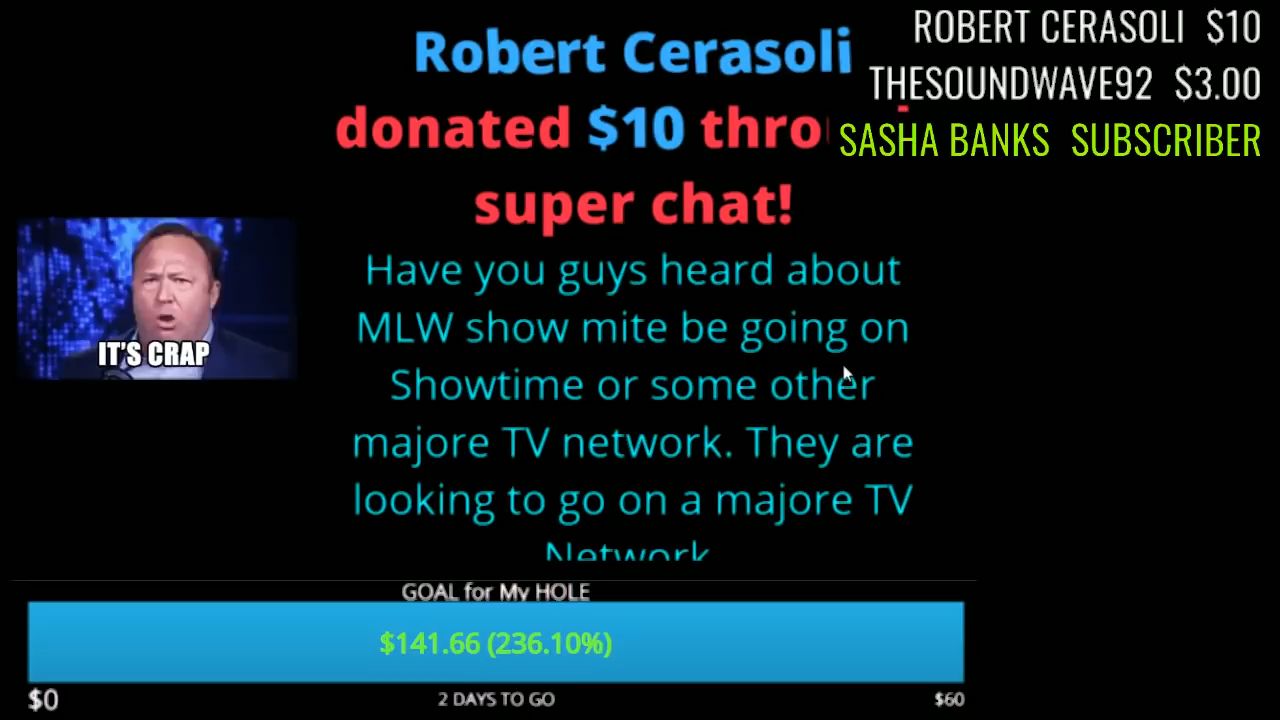 Robert Cerasoli
donated $10
super chat!
ROBERT CERASOLI $10
THESOUNDWAVE92 $3.00
SASHA BANKS SUBSCRIBER
IT'S CRAP
Have you guys heard about
MLW show mite be going on
Showtime or some other
majore TV network. They are
looking to go on a majore TV
Network
GOAL for My HOLE
$141.66 (236.10%)
$0 2 DAYS TO GO $60